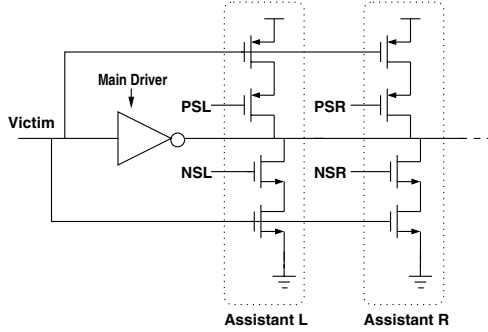 Main Driver
PSL
PSR
Victim
NSL
NSR
Assistant L
Assistant R